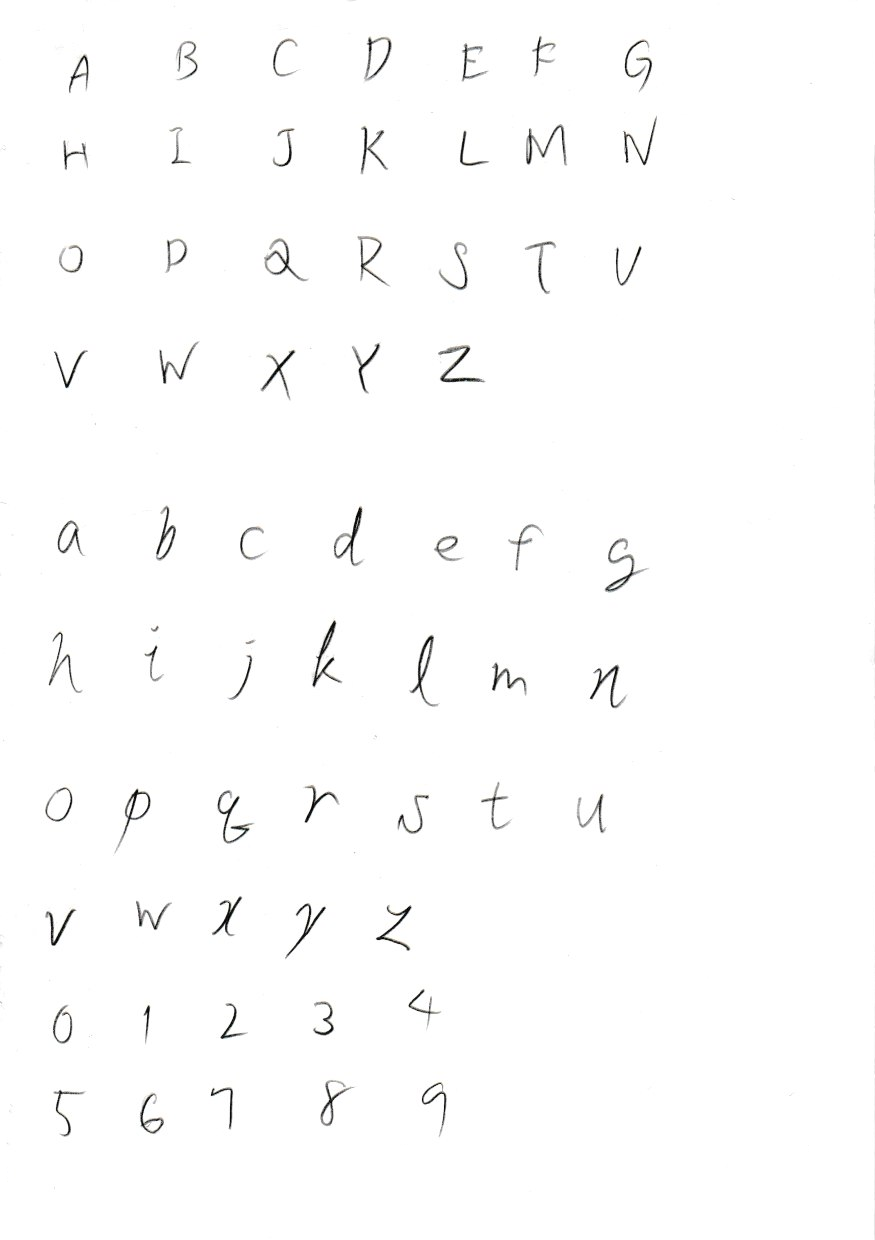 A B C D E F G
H I J K L M N
O P Q R S T U
V W X Y Z
a b c d e f g
h i j k l m n
o p q r s t u
v w x y z
0 1 2 3 4
5 6 7 8 9